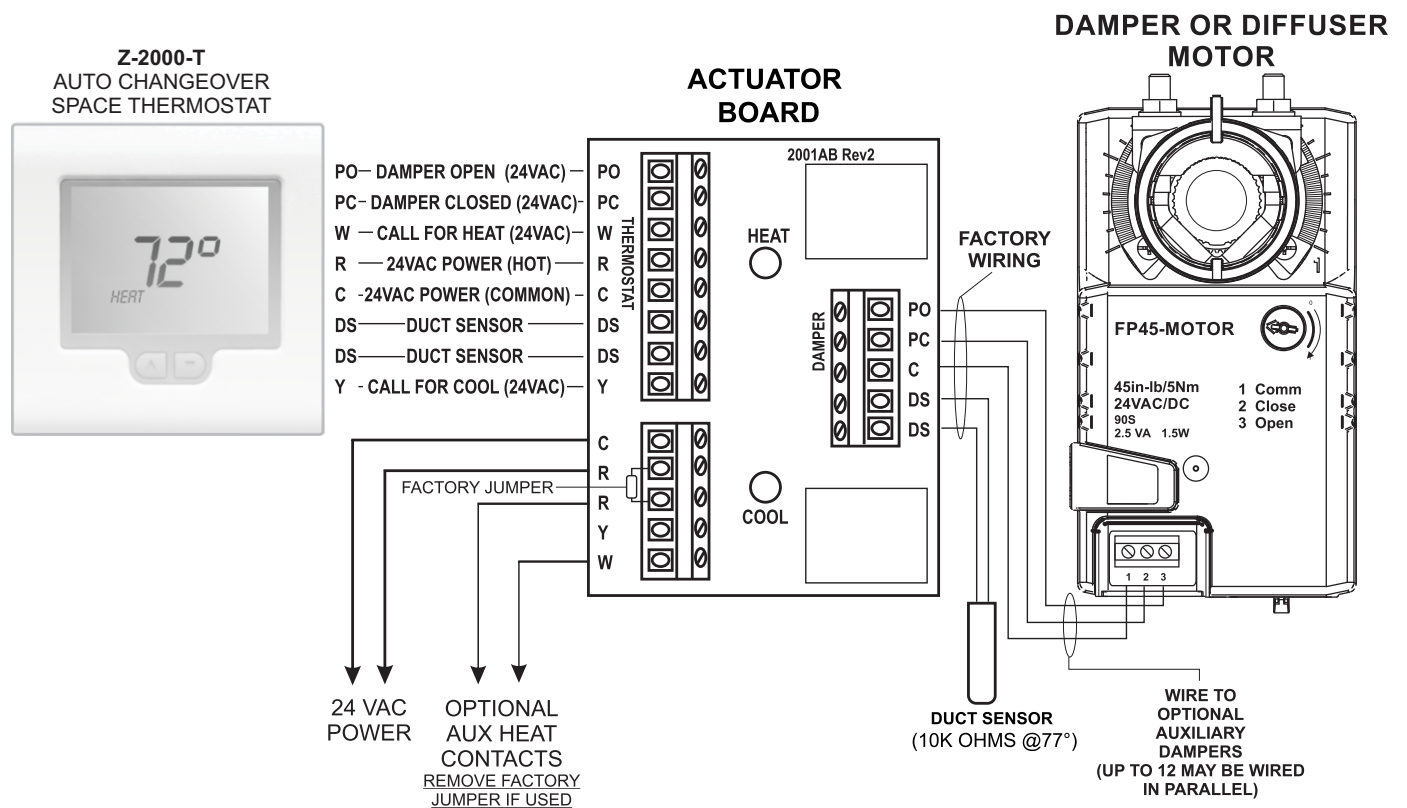 DAMPER OR DIFFUSER
MOTOR
Z-2000-T
AUTO CHANGEOVER
SPACE THERMOSTAT
ACTUATOR
BOARD
72°
HEAT
PO– DAMPER OPEN (24VAC) – PO
PC– DAMPER CLOSED (24VAC)– PC
W – CALL FOR HEAT (24VAC)– W
R — 24VAC POWER (HOT) — R
C -24VAC POWER (COMMON) – C
DS —— DUCT SENSOR —— DS
DS —— DUCT SENSOR —— DS
Y - CALL FOR COOL (24VAC)– Y
THERMOSTAT
2001AB Rev2
HEAT
COOL
C
R
FACTORY JUMPER
R
Y
W
DAMPER
PO
PC
C
DS
DS
FACTORY
WIRING
1
0
FP45-MOTOR
45in-lb/5Nm
24VAC/DC
90S
2.5 VA 1.5W
1 Comm
2 Close
3 Open
1 2 3
24 VAC
POWER
OPTIONAL
AUX HEAT
CONTACTS
REMOVE FACTORY
JUMPER IF USED
DUCT SENSOR
(10K OHMS @77°)
WIRE TO
OPTIONAL
AUXILIARY
DAMPERS
(UP TO 12 MAY BE WIRED
IN PARALLEL)